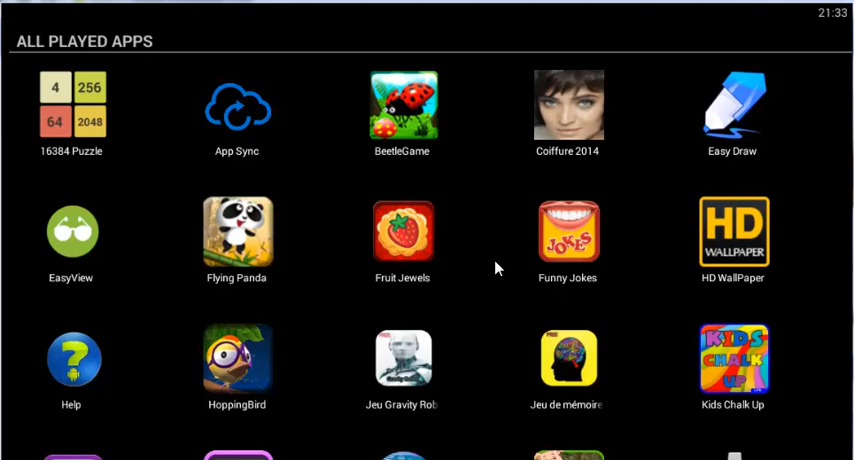 21:33
ALL PLAYED APPS
4 256
64 2048
16384 Puzzle
App Sync
BeetleGame
Coiffure 2014
Easy Draw
JOKES
HD
WALLPAPER
EasyView
Flying Panda
Fruit Jewels
Funny Jokes
HD WallPaper
?
FREE
FREE
KIDS
CHALK
UP
Help
HoppingBird
Jeu Gravity Rob
Jeu de mémoire
Kids Chalk Up